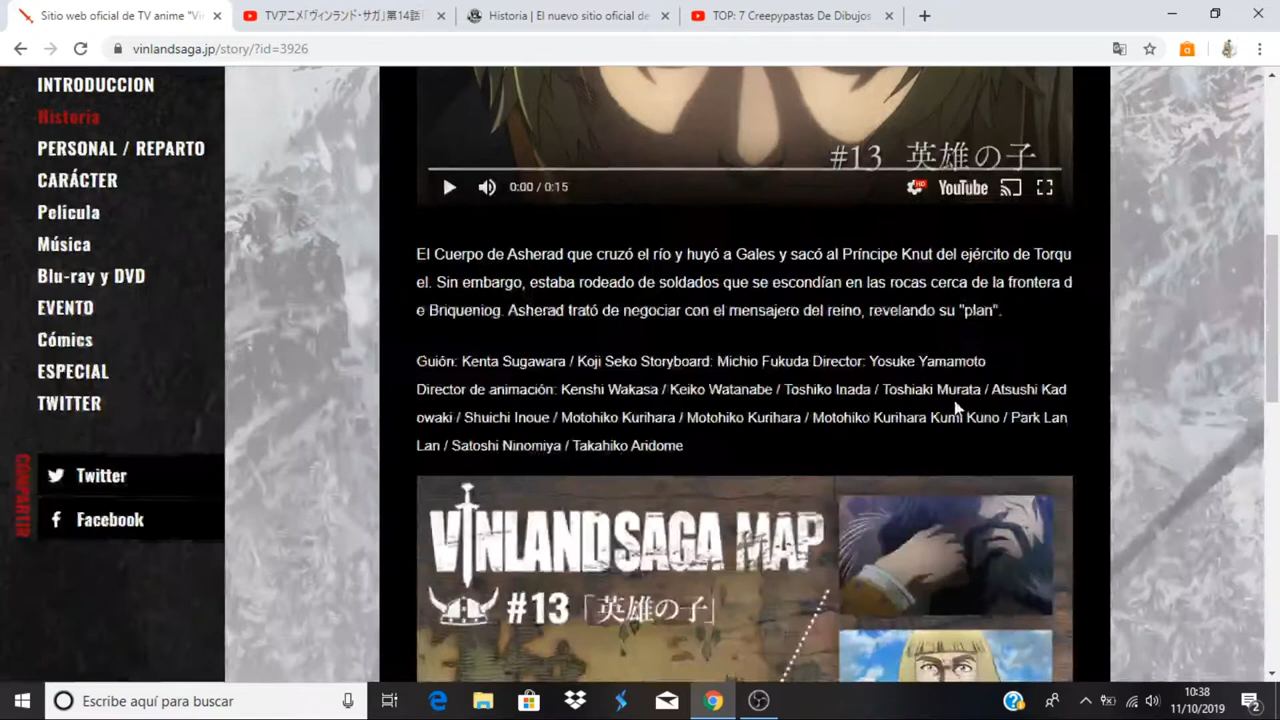 Sitio web oficial de TV anime "Vin
TVアニメ「ヴィンランド・サガ」第14話
Historia | El nuevo sitio oficial de
TOP: 7 Creepypastas De Dibujos
vinlandsaga.jp/story/?id=3926
INTRODUCCION
Historia
PERSONAL / REPARTO
CARÁCTER
Película
Música
Blu-ray y DVD
EVENTO
Cómics
ESPECIAL
TWITTER
COMPARTIR
Twitter
Facebook
#13 英雄の子
0:00 / 0:15
HD
YouTube
El Cuerpo de Asherad que cruzó el río y huyó a Gales y sacó al Príncipe Knut del ejército de Torqu
el. Sin embargo, estaba rodeado de soldados que se escondían en las rocas cerca de la frontera d
e Briqueniog. Asherad trató de negociar con el mensajero del reino, revelando su "plan".
Guión: Kenta Sugawara / Koji Seko Storyboard: Michio Fukuda Director: Yosuke Yamamoto
Director de animación: Kenshi Wakasa / Keiko Watanabe / Toshiko Inada / Toshiaki Murata / Atsushi Kad
owaki / Shuichi Inoue / Motohiko Kurihara / Motohiko Kurihara / Motohiko Kurihara Kumi Kuno / Park Lan
Lan / Satoshi Ninomiya / Takahiko Aridome
VINLAND SAGA MAP
#13「英雄の子」
Escribe aquí para buscar
10:38
11/10/2019
2